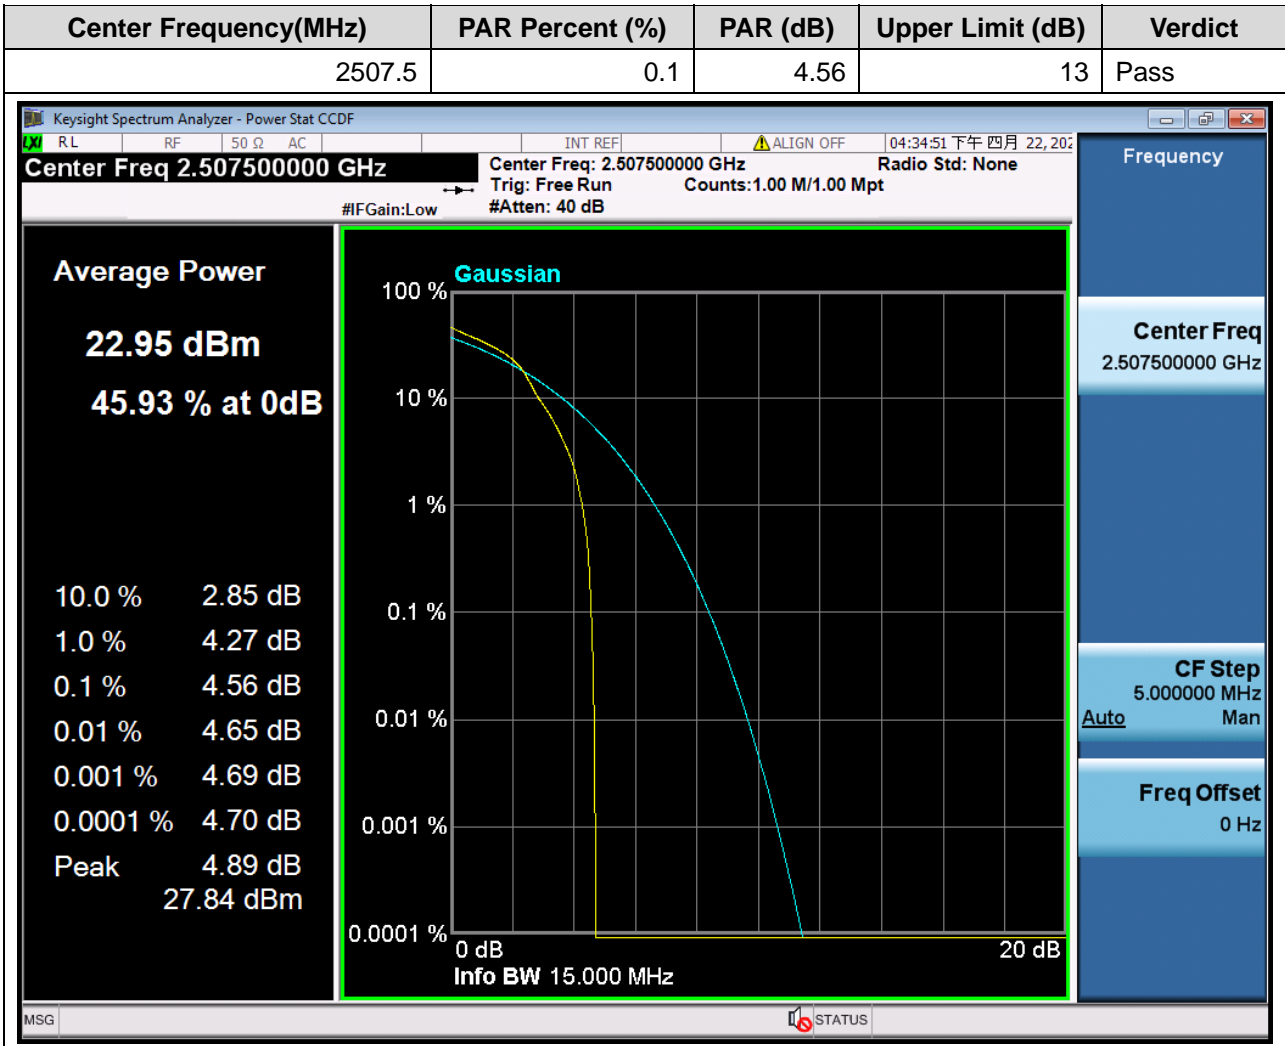 Center Frequency(MHz) PAR Percent (%) PAR (dB) Upper Limit (dB) Verdict
2507.5 0.1 4.56 13 Pass
Keysight Spectrum Analyzer - Power Stat CCDF
LXI RL RF 50 Ω AC INT REF ALIGN OFF 04:34:51 下午 四月 22, 202
Center Freq 2.507500000 GHz
Center Freq: 2.507500000 GHz Radio Std: None
Trig: Free Run Counts:1.00 M/1.00 Mpt
#IFGain:Low #Atten: 40 dB
Average Power
22.95 dBm
45.93 % at 0dB
10.0 % 2.85 dB
1.0 % 4.27 dB
0.1 % 4.56 dB
0.01 % 4.65 dB
0.001 % 4.69 dB
0.0001 % 4.70 dB
Peak 4.89 dB
27.84 dBm
Gaussian
100 %
10 %
1 %
0.1 %
0.01 %
0.001 %
0.0001 %
0 dB 20 dB
Info BW 15.000 MHz
Frequency
Center Freq
2.507500000 GHz
CF Step
5.000000 MHz
Auto Man
Freq Offset
0 Hz
MSG STATUS